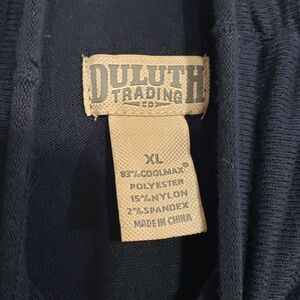 DULUTH
TRADING
CO
XL
83% COOLMAX®
POLYESTER
15% NYLON
2% SPANDEX
MADE IN CHINA